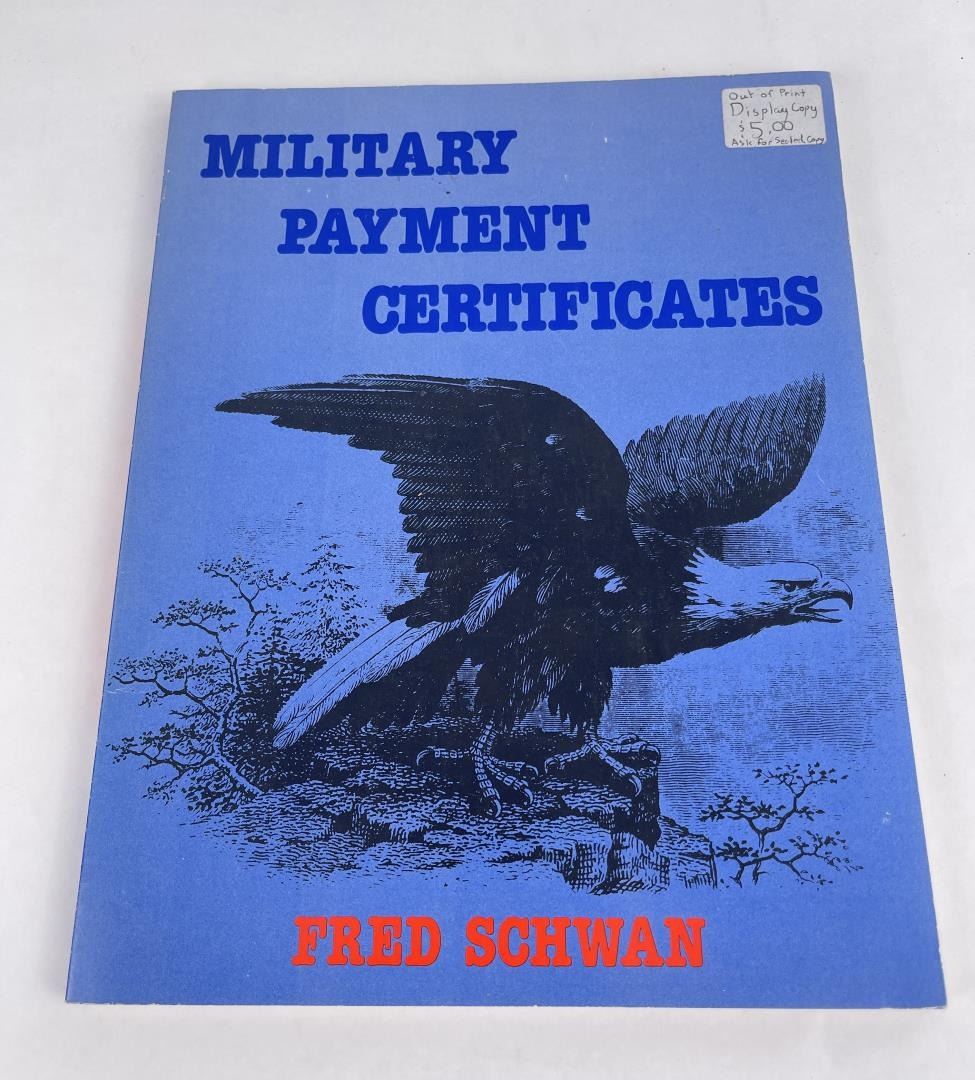 Out of Print
Display Copy
$5.00
Ask for Sealed Copy
MILITARY
PAYMENT
CERTIFICATES
FRED SCHWAN